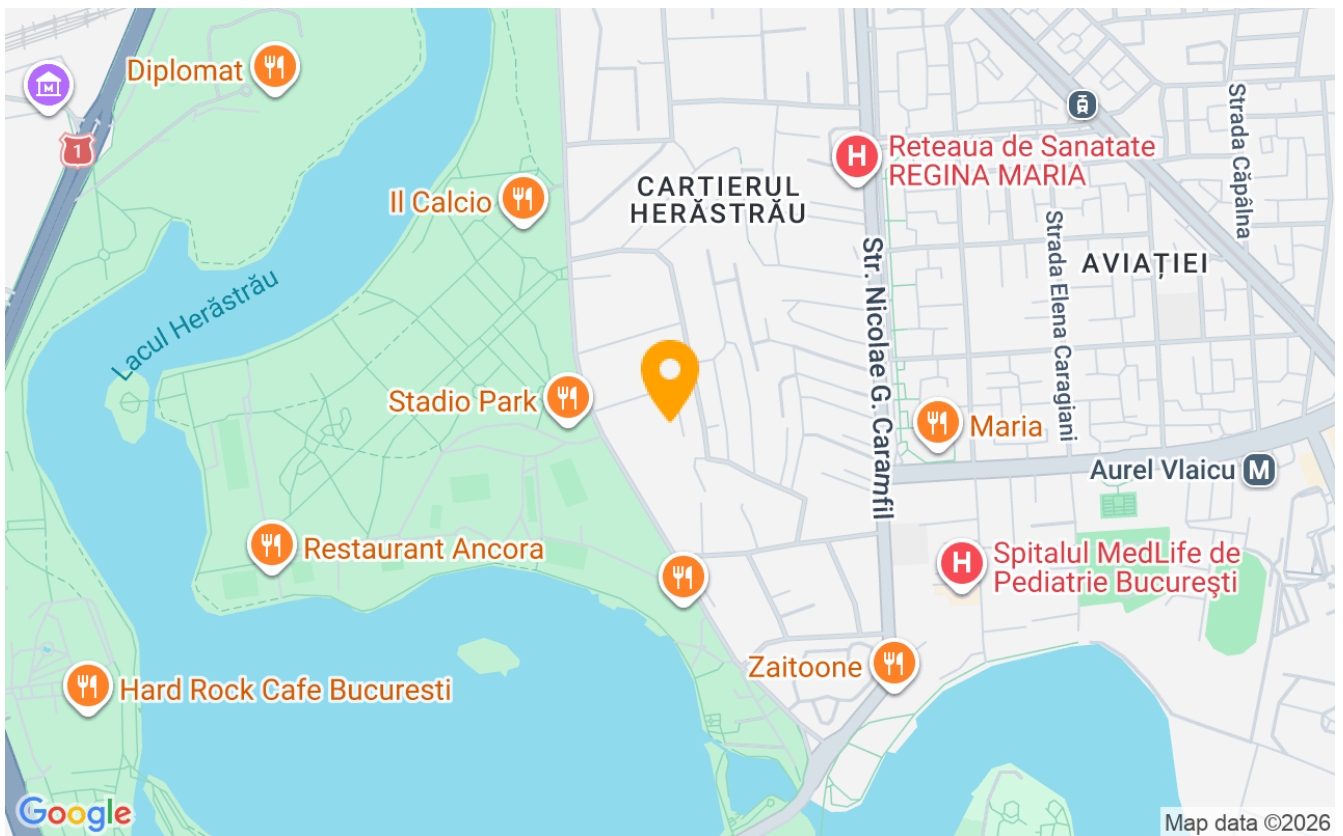 Diplomat
1
Il Calcio
CARTIERUL
HERĂSTRĂU
H
Reteaua de Sanatate
REGINA MARIA
Strada Căpâlna
Strada Elena Caragiani
AVIAȚIEI
Str. Nicolae G. Caramfil
Lacul Herăstrău
Stadio Park
Maria
Aurel Vlaicu M
Restaurant Ancora
H
Spitalul MedLife de
Pediatrie Bucureşti
Zaitoone
Hard Rock Cafe Bucuresti
Google
Map data ©2026